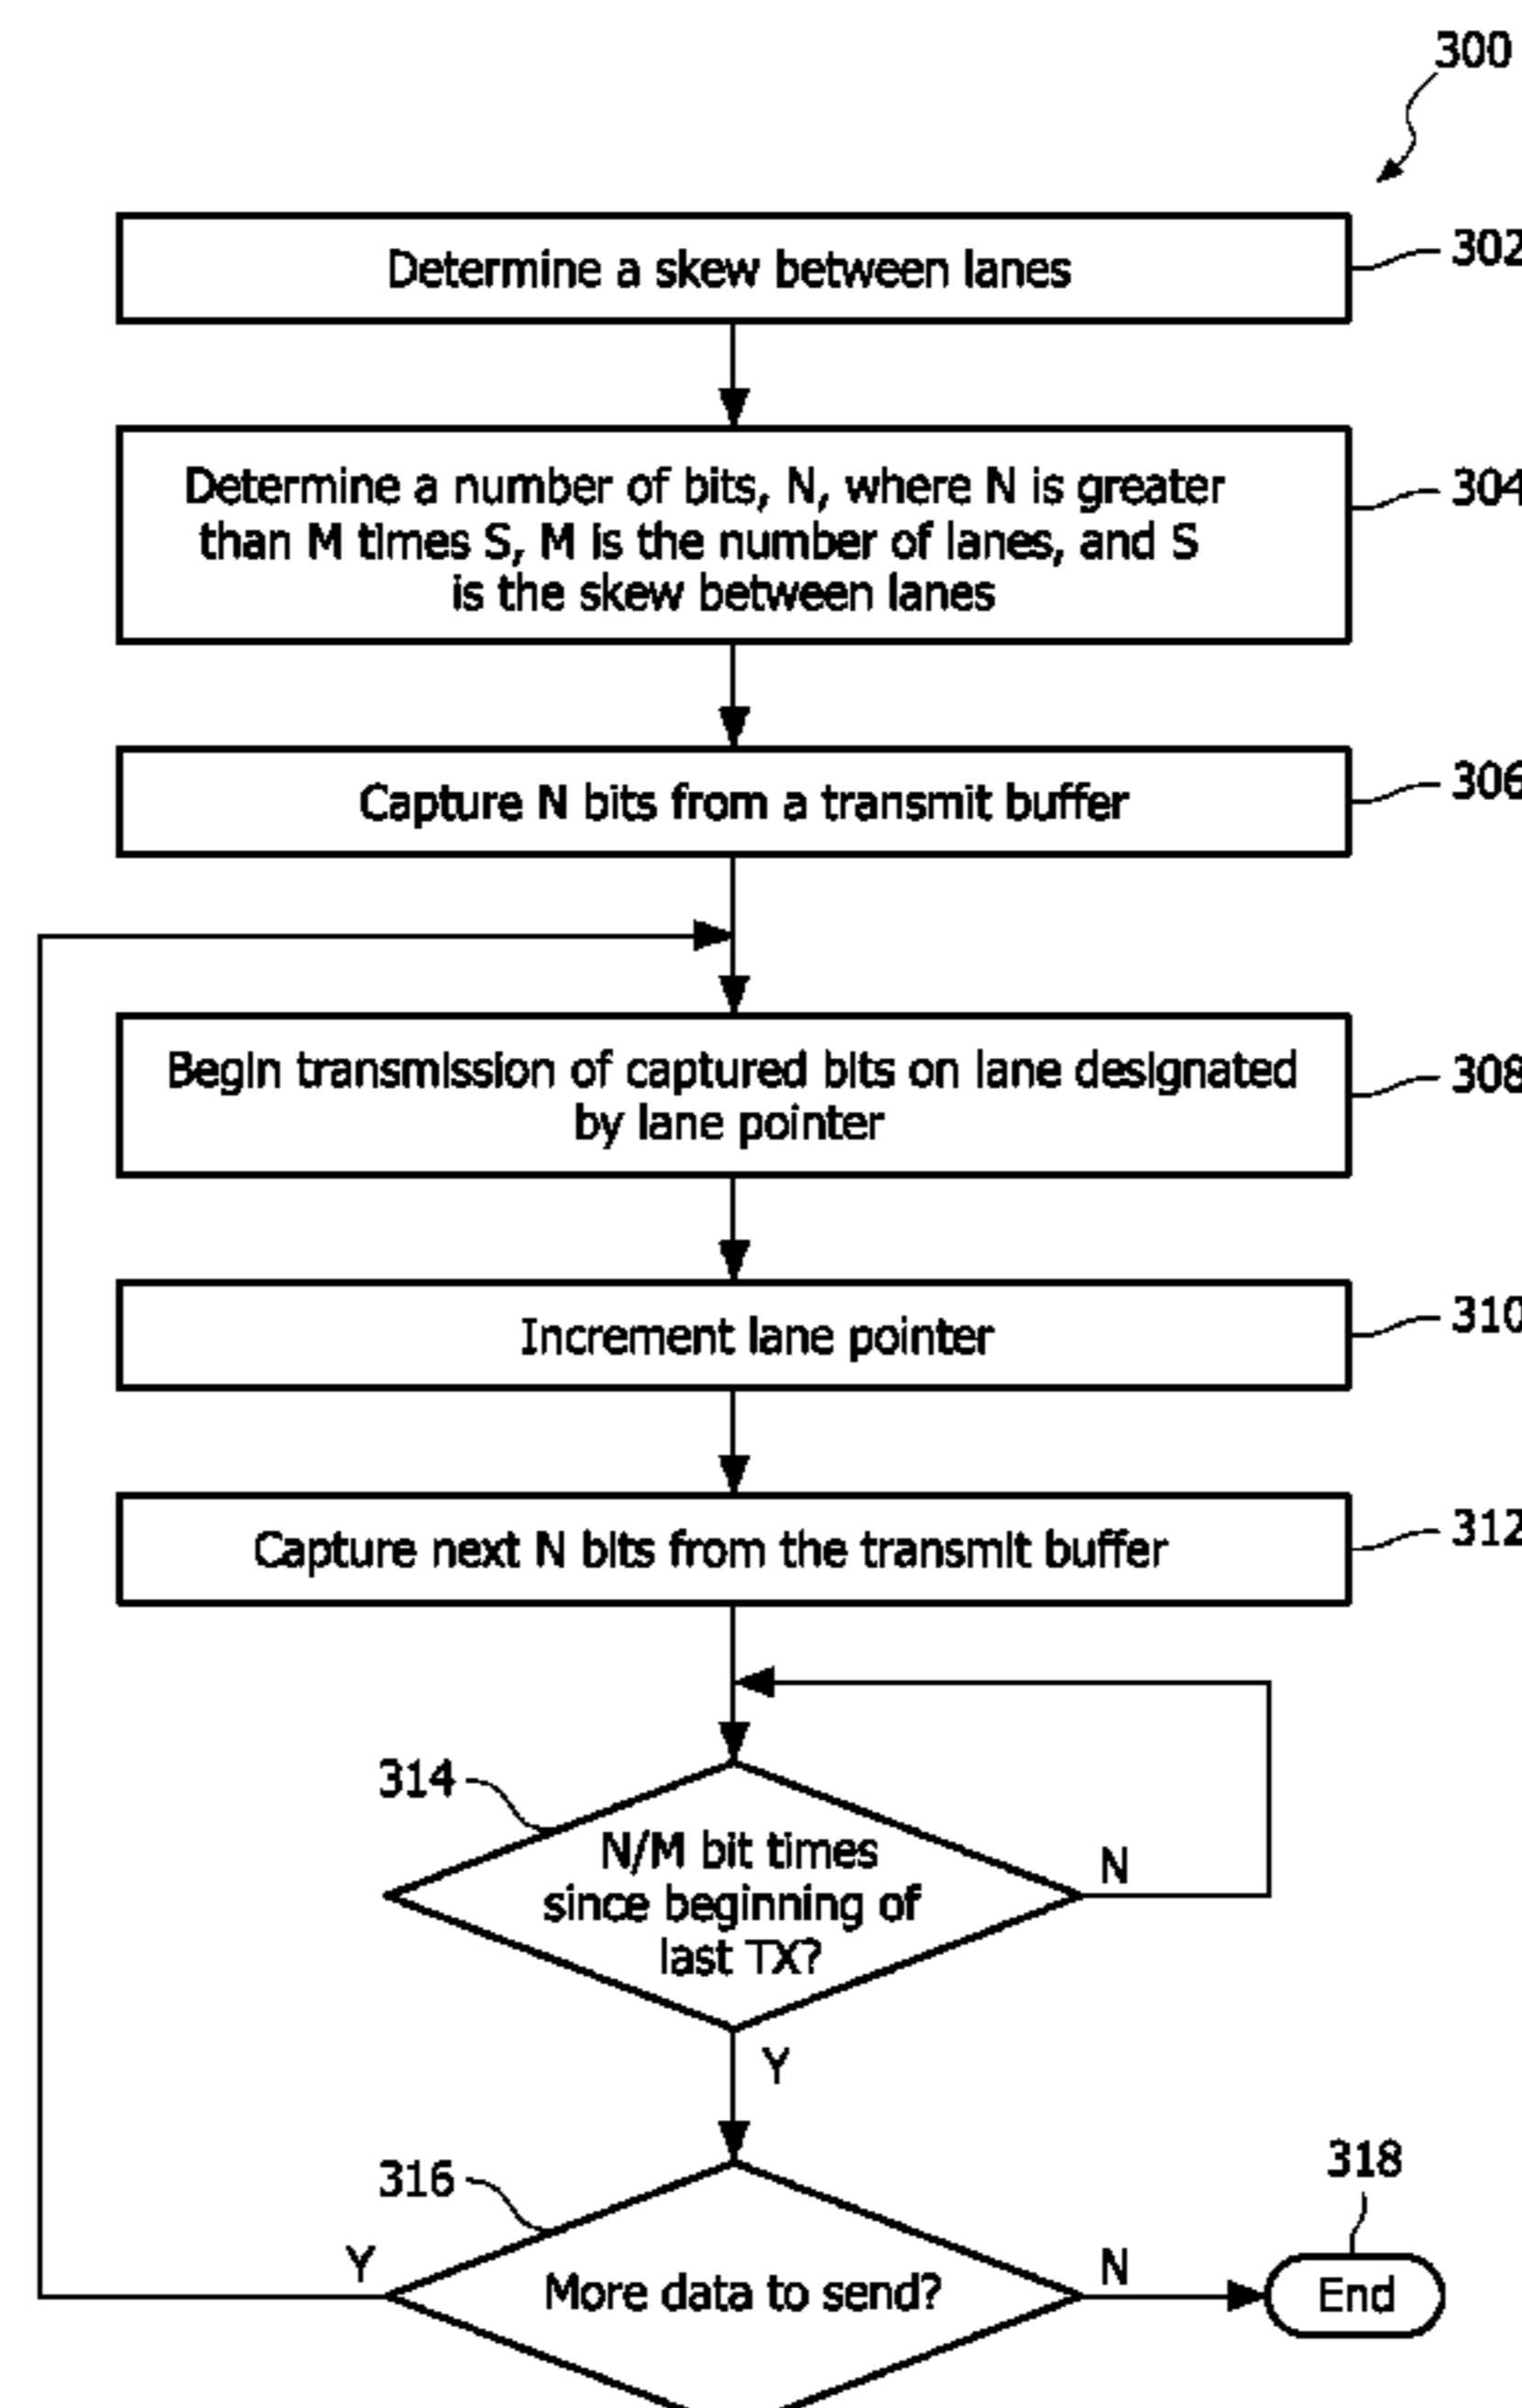 300
Determine a skew between lanes
302
Determine a number of bits, N, where N is greater
than M times S, M is the number of lanes, and S
is the skew between lanes
304
Capture N bits from a transmit buffer
306
Begin transmission of captured bits on lane designated
by lane pointer
308
Increment lane pointer
310
Capture next N bits from the transmit buffer
312
314
N/M bit times
since beginning of
last TX?
N
Y
316
318
Y
More data to send?
N
End